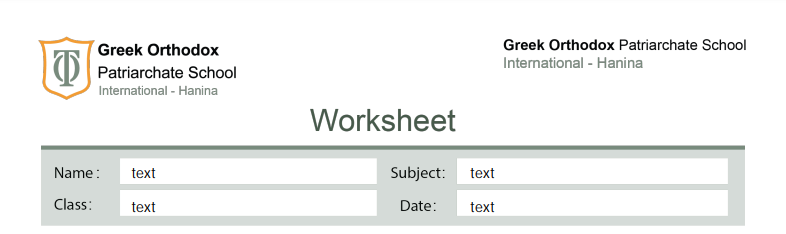 Greek Orthodox
Patriarchate School
International - Hanina
Greek Orthodox Patriarchate School
International - Hanina
Worksheet
Name: text Subject: text
Class: text Date: text